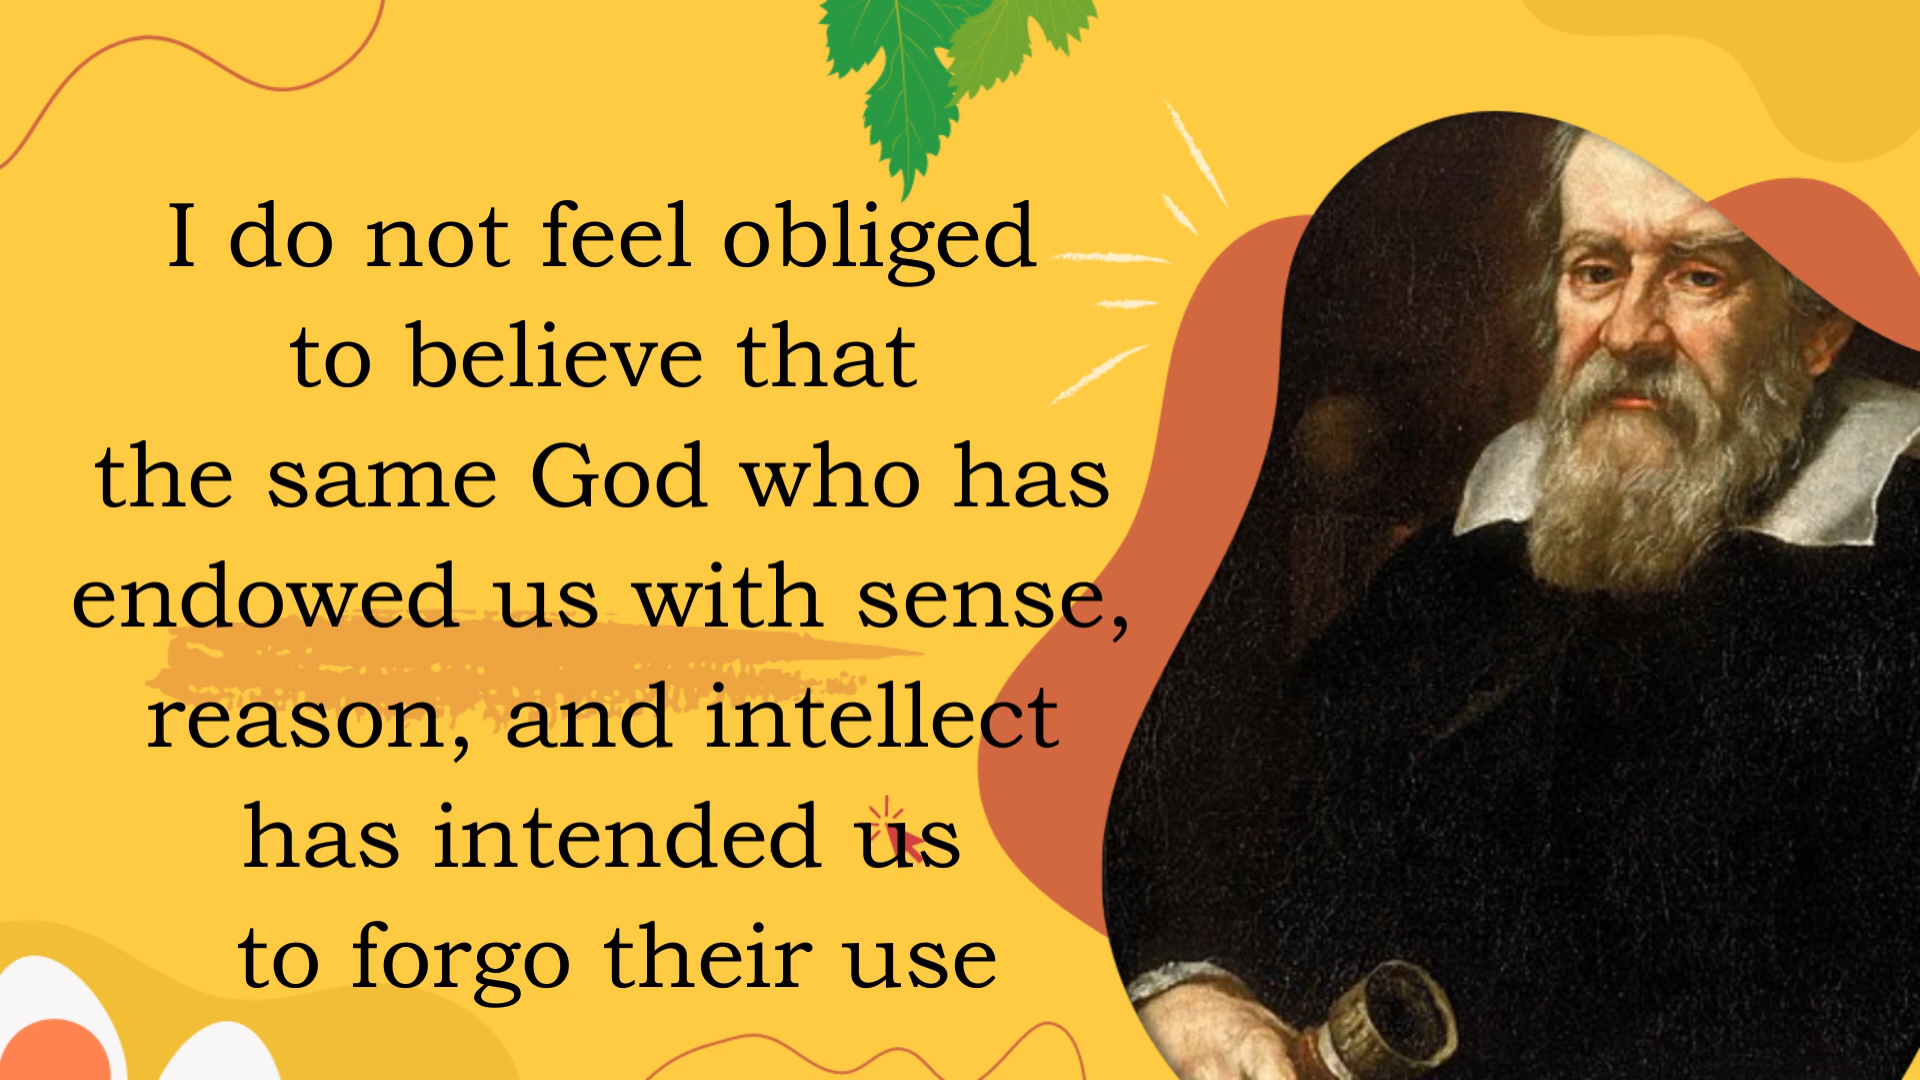 I do not feel obliged
to believe that
the same God who has
endowed us with sense,
reason, and intellect
has intended us
to forgo their use